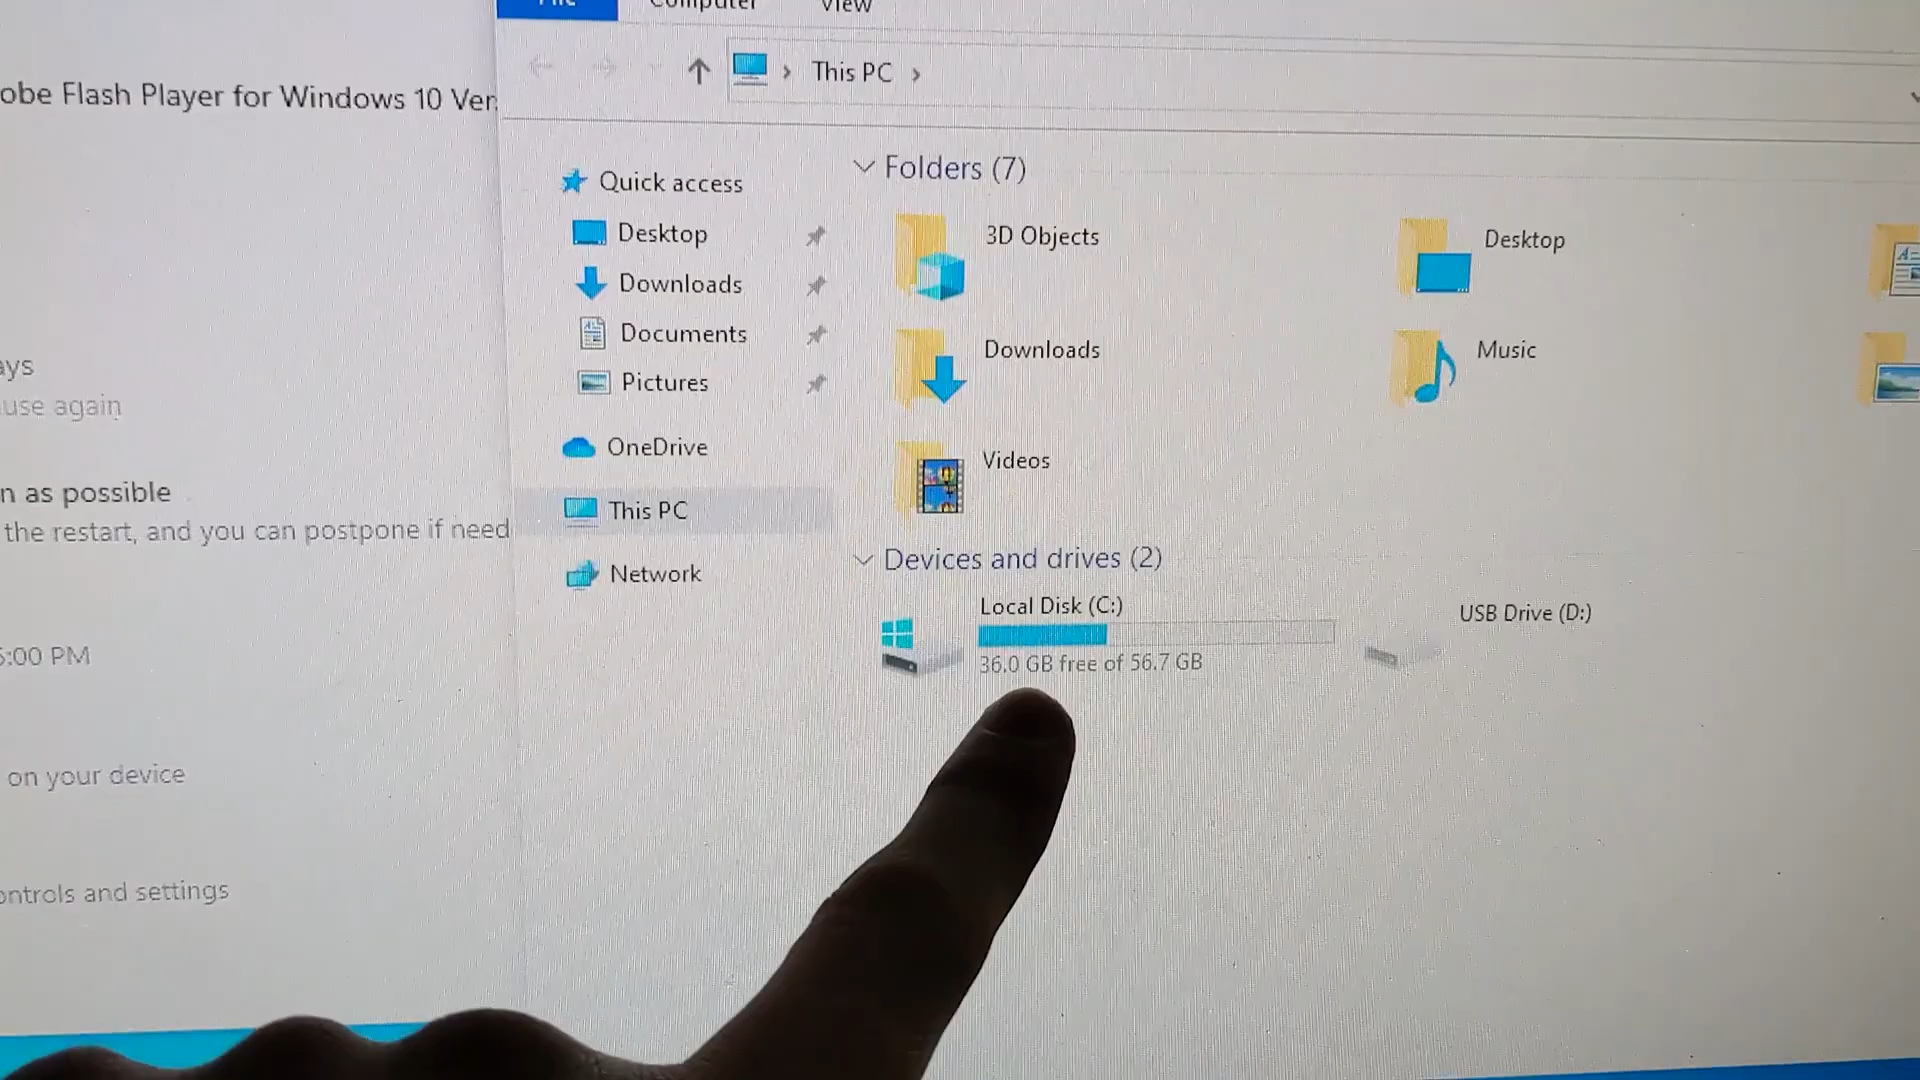 File Computer View
This PC
obe Flash Player for Windows 10 Ver
Quick access
Desktop
Downloads
Documents
Pictures
OneDrive
This PC
Network
Folders (7)
3D Objects
Desktop
Downloads
Music
Videos
Devices and drives (2)
Local Disk (C:)
36.0 GB free of 56.7 GB
USB Drive (D:)
ays
use again
n as possible
the restart, and you can postpone if need
:00 PM
on your device
ontrols and settings